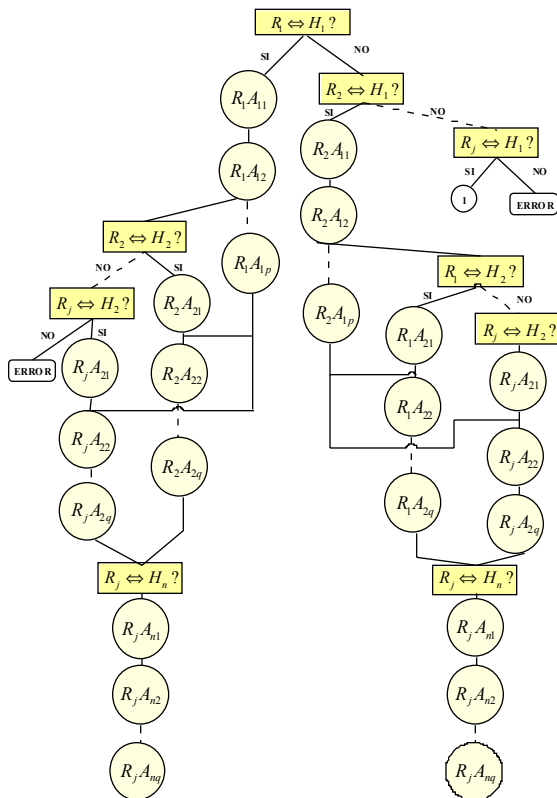 R₁ ⇔ H₁ ?
SI
NO
R₂ ⇔ H₁ ?
R₁A₁₁
SI
NO
Rⱼ ⇔ H₁ ?
R₂A₁₁
SI
NO
R₁A₁₂
1
ERROR
R₂A₁₂
R₂ ⇔ H₂ ?
R₁A₁ₚ
R₁ ⇔ H₂ ?
NO
SI
SI
NO
Rⱼ ⇔ H₂ ?
R₂A₂₁
R₂A₁ₚ
R₁A₂₁
Rⱼ ⇔ H₂ ?
NO
SI
ERROR
RⱼA₂₁
R₂A₂₂
RⱼA₂₁
R₁A₂₂
RⱼA₂₂
R₂A₂q
RⱼA₂₂
RⱼA₂q
R₁A₂q
RⱼA₂q
Rⱼ ⇔ Hₙ ?
Rⱼ ⇔ Hₙ ?
RⱼAₙ₁
RⱼAₙ₁
RⱼAₙ₂
RⱼAₙ₂
RⱼAₙq
RⱼAₙq